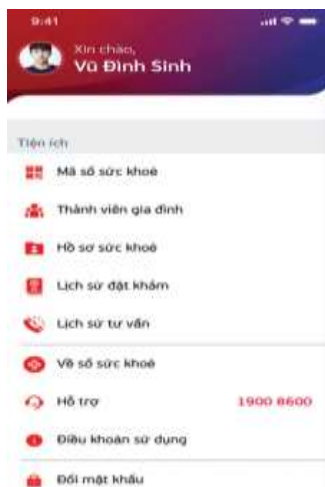 9:41
Xin chào,
Vũ Đình Sinh
Tiện ích
Mã số sức khoẻ
Thành viên gia đình
Hồ sơ sức khoẻ
Lịch sử đặt khám
Lịch sử tư vấn
Về sổ sức khoẻ
Hỗ trợ 1900 8600
Điều khoản sử dụng
Đổi mật khẩu